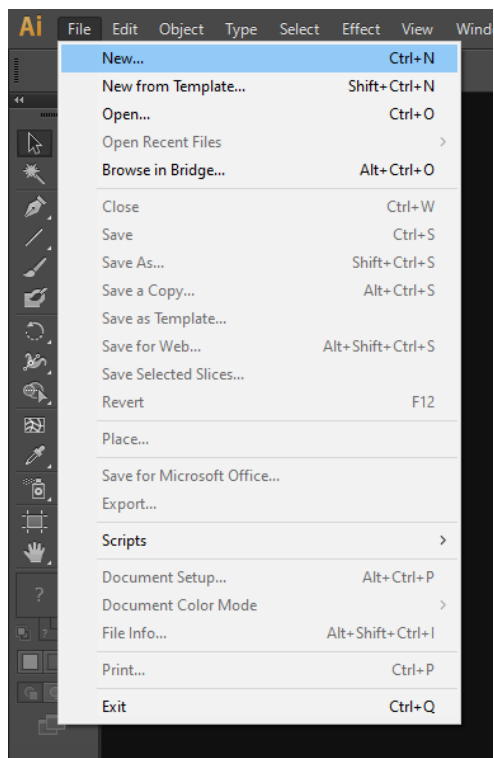 Ai File Edit Object Type Select Effect View Wind
New... Ctrl+N
New from Template... Shift+Ctrl+N
Open... Ctrl+O
Open Recent Files
Browse in Bridge... Alt+Ctrl+O
Close Ctrl+W
Save Ctrl+S
Save As... Shift+Ctrl+S
Save a Copy... Alt+Ctrl+S
Save as Template...
Save for Web... Alt+Shift+Ctrl+S
Save Selected Slices...
Revert F12
Place...
Save for Microsoft Office...
Export...
Scripts
Document Setup... Alt+Ctrl+P
Document Color Mode
File Info... Alt+Shift+Ctrl+I
Print... Ctrl+P
Exit Ctrl+Q